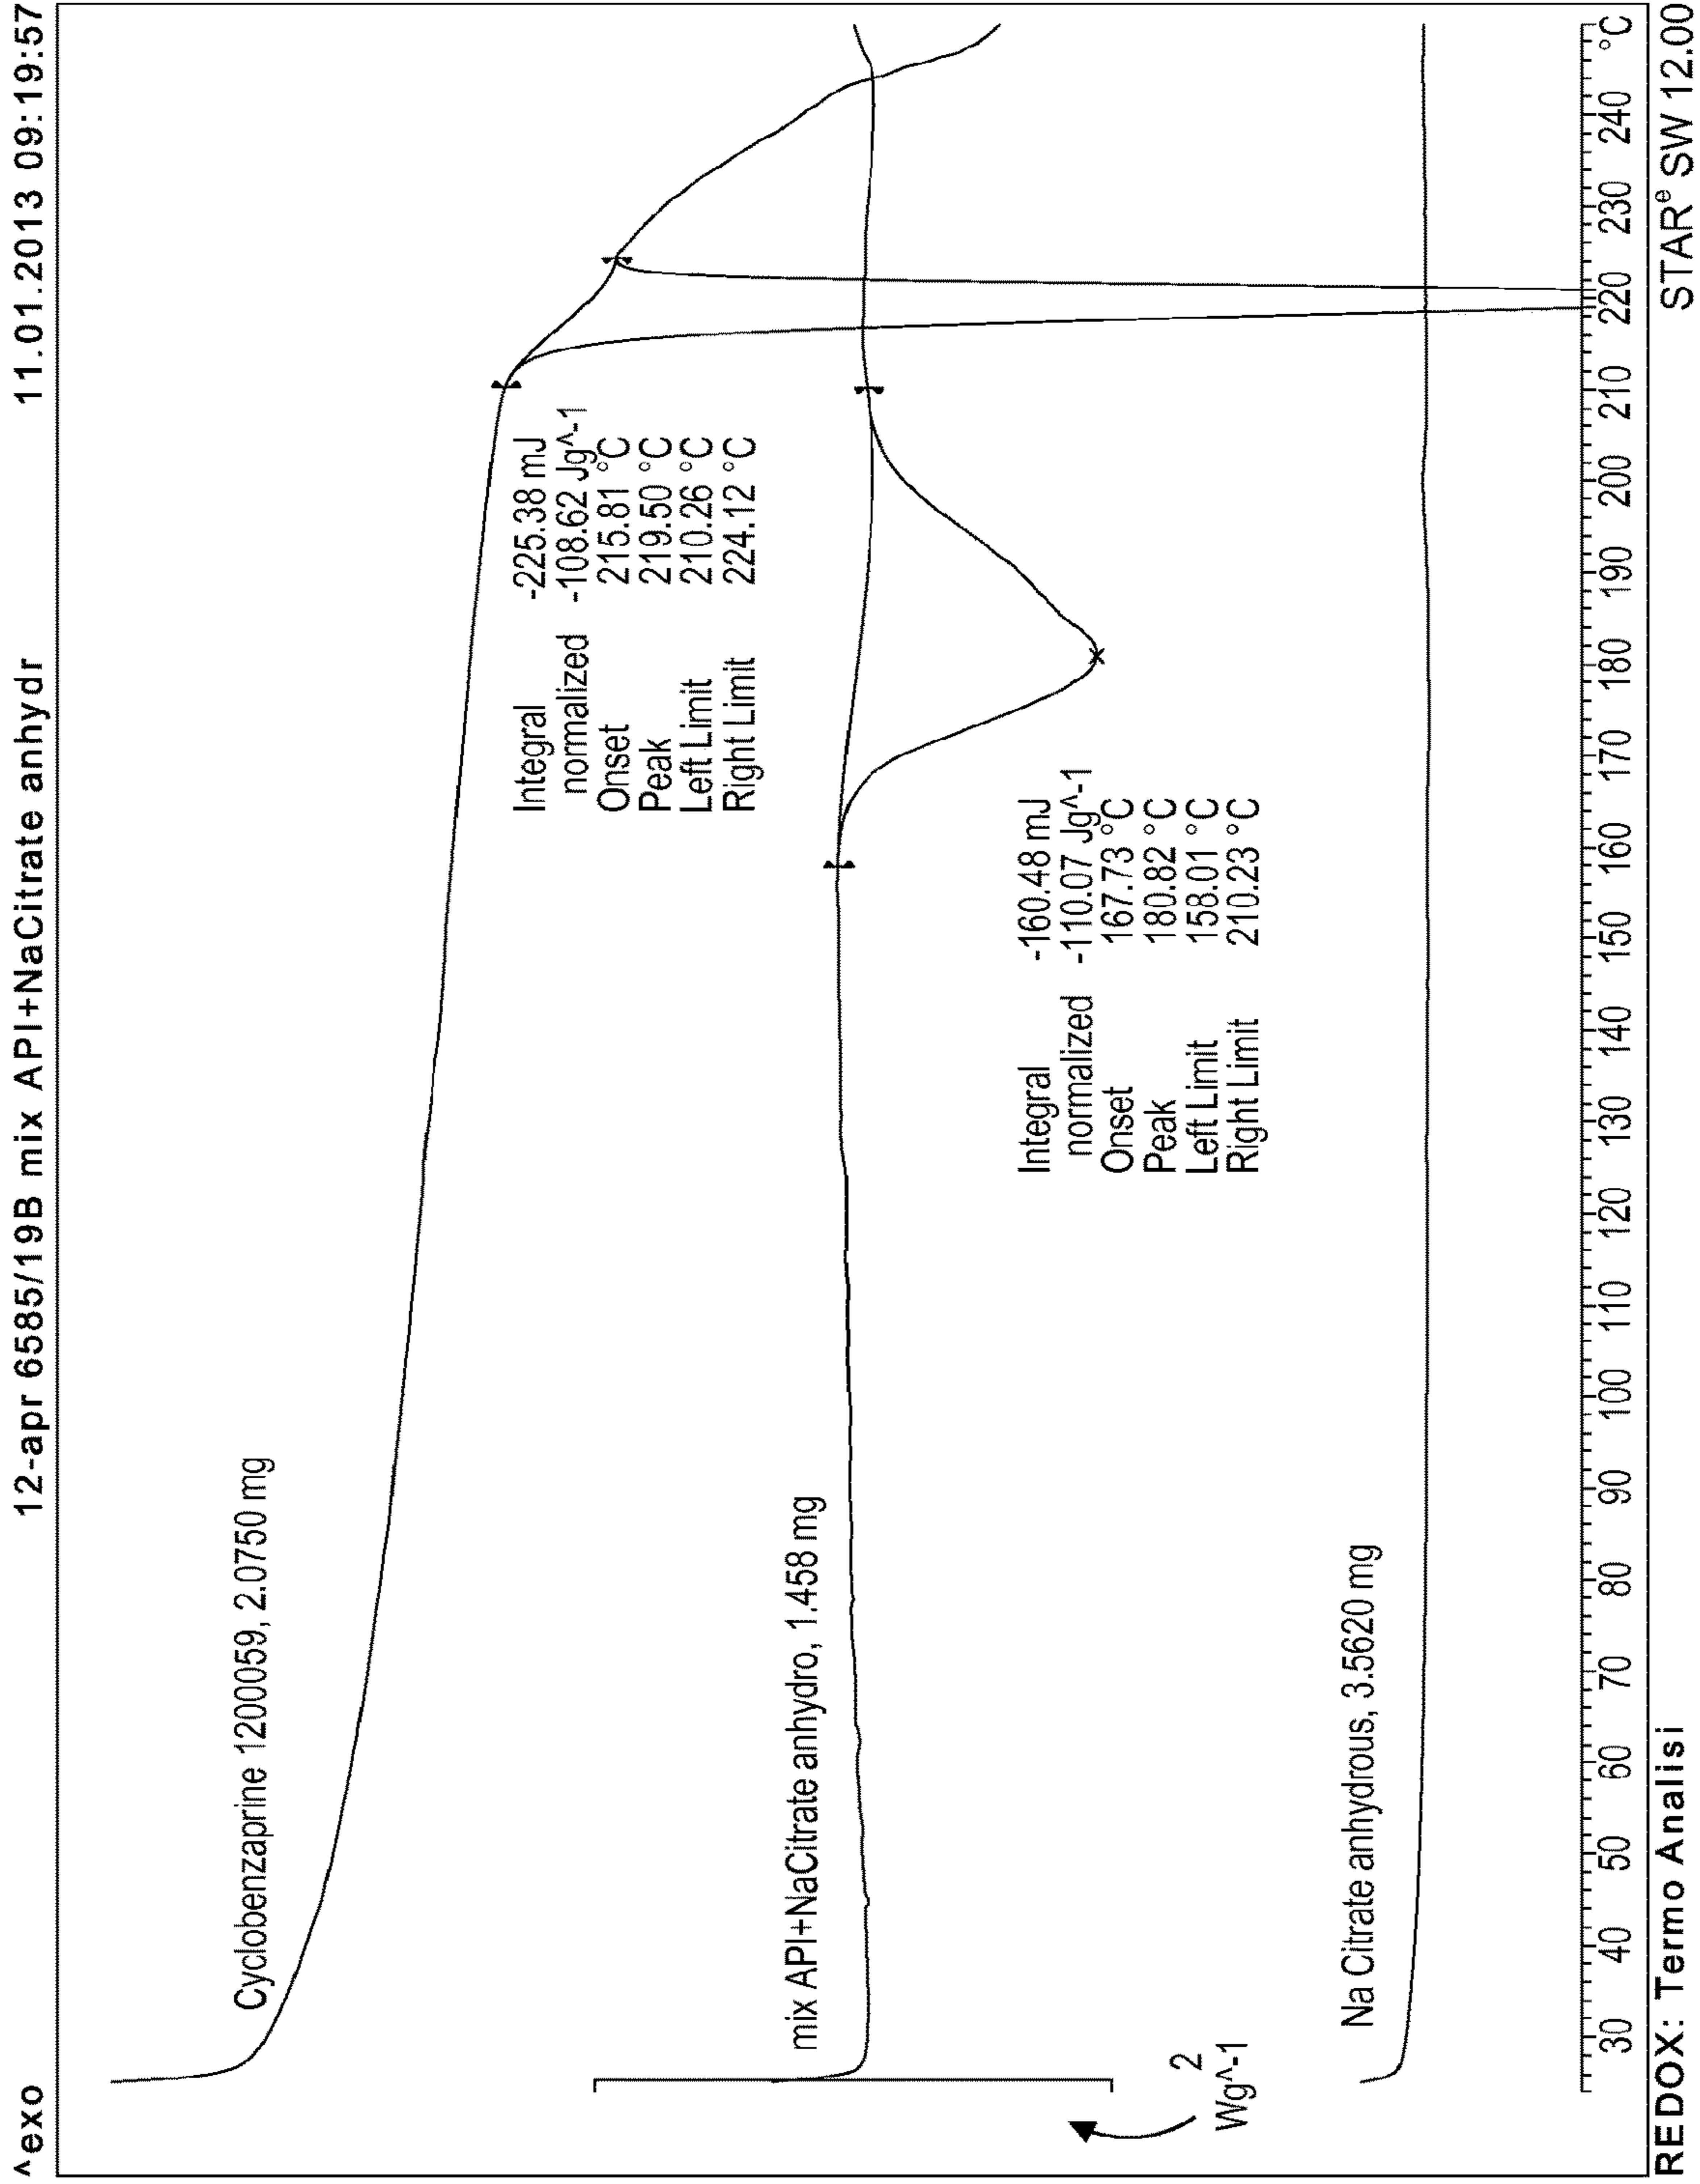 ^exo
12-apr 6585/19B mix API+NaCitrate anhydr
11.01.2013 09:19:57
Cyclobenzaprine 1200059, 2.0750 mg
Integral -225.38 mJ
normalized -108.62 Jg^-1
Onset 215.81 °C
Peak 219.50 °C
Left Limit 210.26 °C
Right Limit 224.12 °C
mix API+NaCitrate anhydro, 1.458 mg
Integral -160.48 mJ
normalized -110.07 Jg^-1
Onset 167.73 °C
Peak 180.82 °C
Left Limit 158.01 °C
Right Limit 210.23 °C
2
Wg^-1
Na Citrate anhydrous, 3.5620 mg
30 40 50 60 70 80 90 100 110 120 130 140 150 160 170 180 190 200 210 220 230 240 °C
REDOX: Termo Analisi
STARᵉ SW 12.00